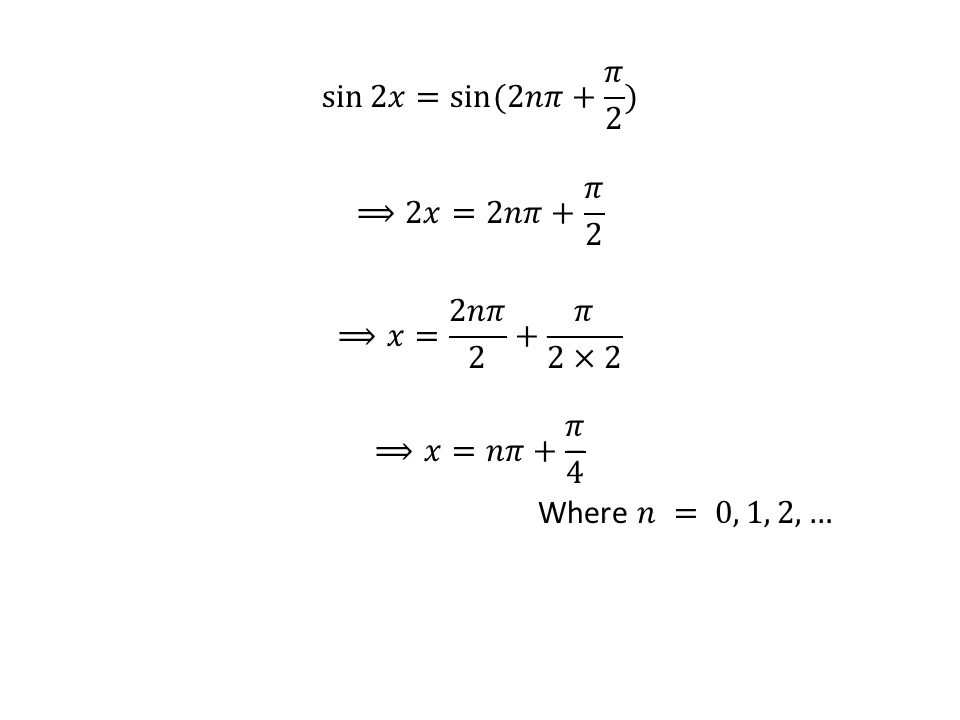 sin 2𝑥 = sin(2𝑛𝜋 + 𝜋/2)
⟹ 2𝑥 = 2𝑛𝜋 + 𝜋/2
⟹ 𝑥 = 2𝑛𝜋/2 + 𝜋/(2 × 2)
⟹ 𝑥 = 𝑛𝜋 + 𝜋/4
Where 𝑛 = 0, 1, 2, …